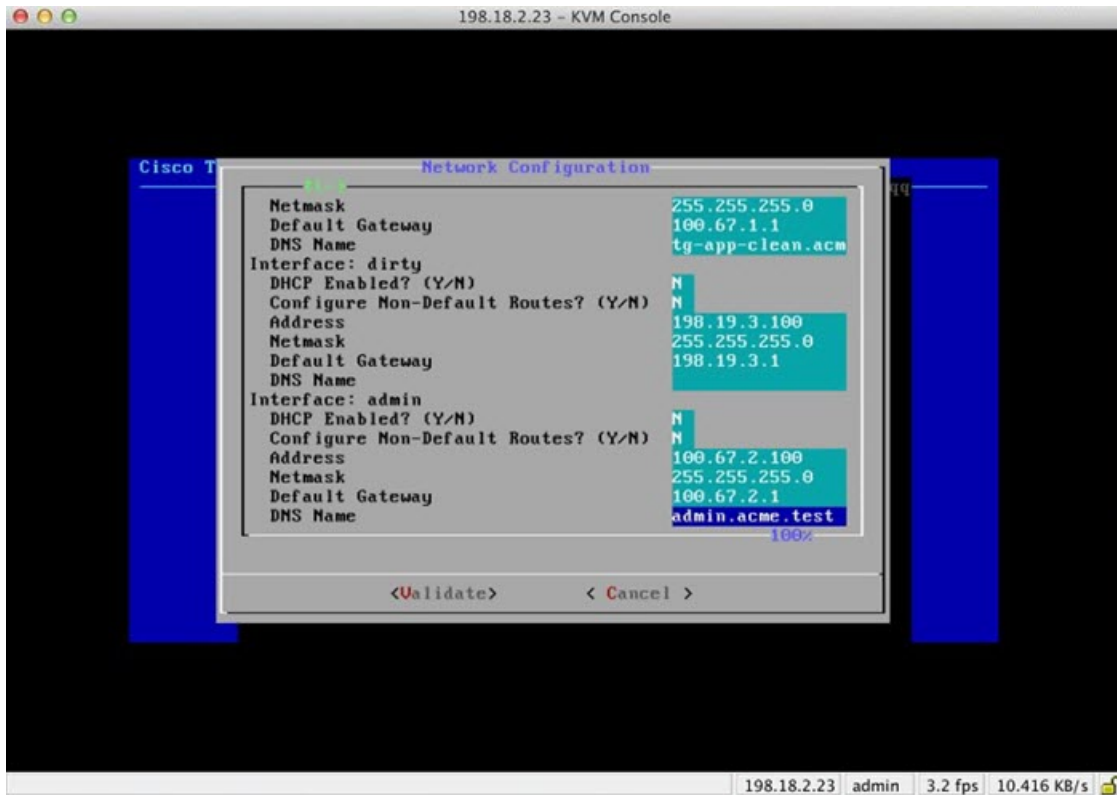 198.18.2.23 – KVM Console
Cisco T
Network Configuration
qq
Netmask 255.255.255.0
Default Gateway 100.67.1.1
DNS Name tg-app-clean.acm
Interface: dirty
DHCP Enabled? (Y/N) N
Configure Non-Default Routes? (Y/N) N
Address 198.19.3.100
Netmask 255.255.255.0
Default Gateway 198.19.3.1
DNS Name
Interface: admin
DHCP Enabled? (Y/N) N
Configure Non-Default Routes? (Y/N) N
Address 100.67.2.100
Netmask 255.255.255.0
Default Gateway 100.67.2.1
DNS Name admin.acme.test
100%
<Validate> < Cancel >
198.18.2.23 admin 3.2 fps 10.416 KB/s